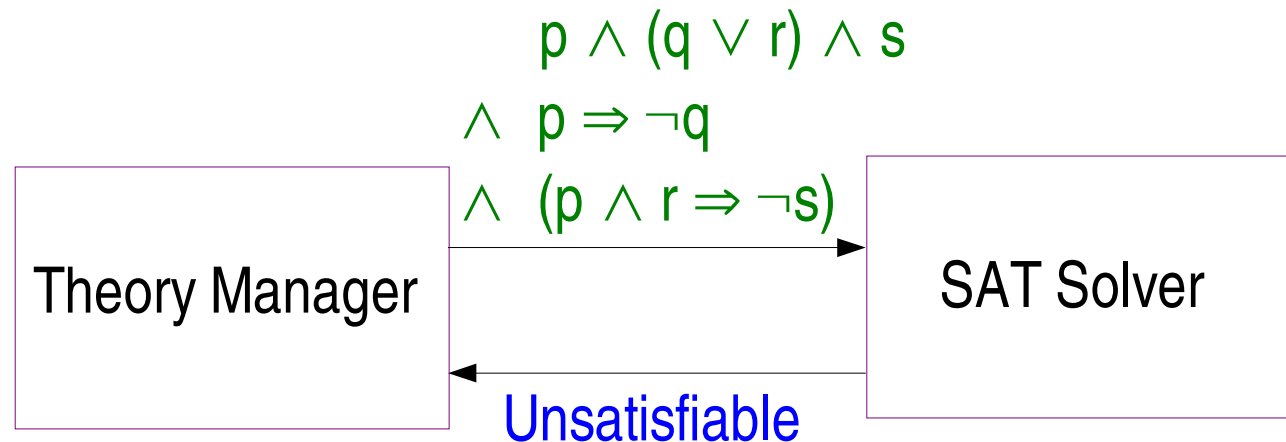 p ∧ (q ∨ r) ∧ s
∧ p ⇒ ¬q
∧ (p ∧ r ⇒ ¬s)
Theory Manager
SAT Solver
Unsatisfiable